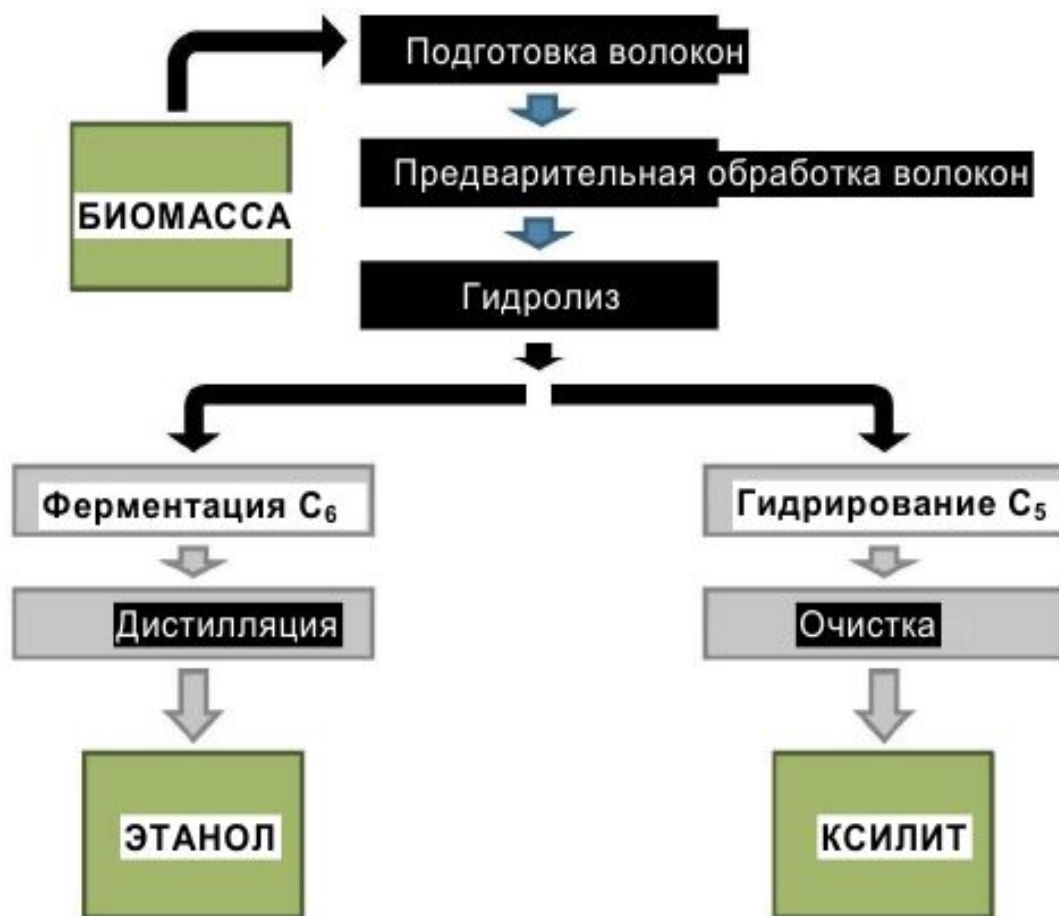 Подготовка волокон
БИОМАССА
Предварительная обработка волокон
Гидролиз
Ферментация C₆
Гидрирование C₅
Дистилляция
Очистка
ЭТАНОЛ
КСИЛИТ